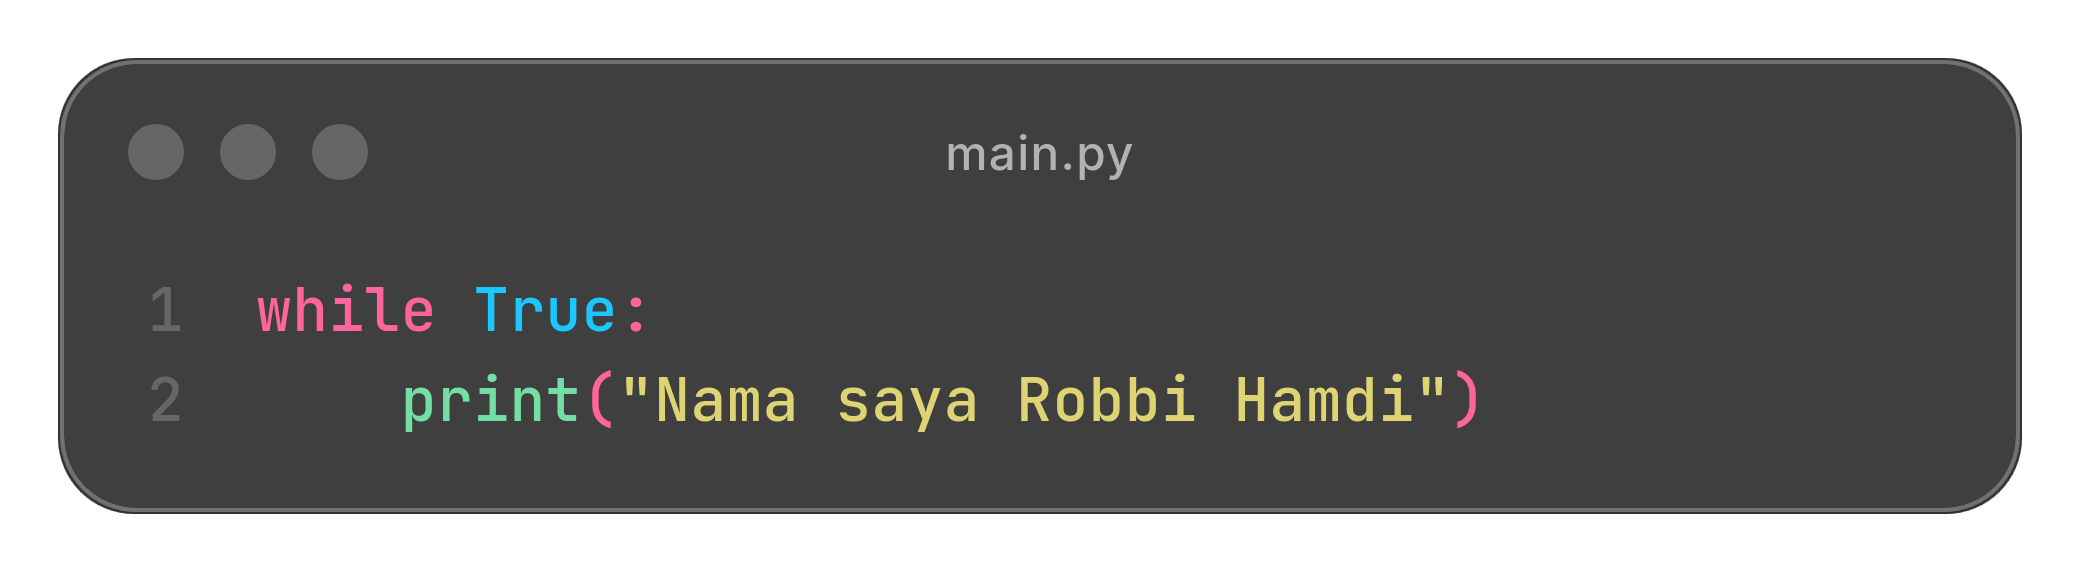 main.py
1 while True:
2     print("Nama saya Robbi Hamdi")